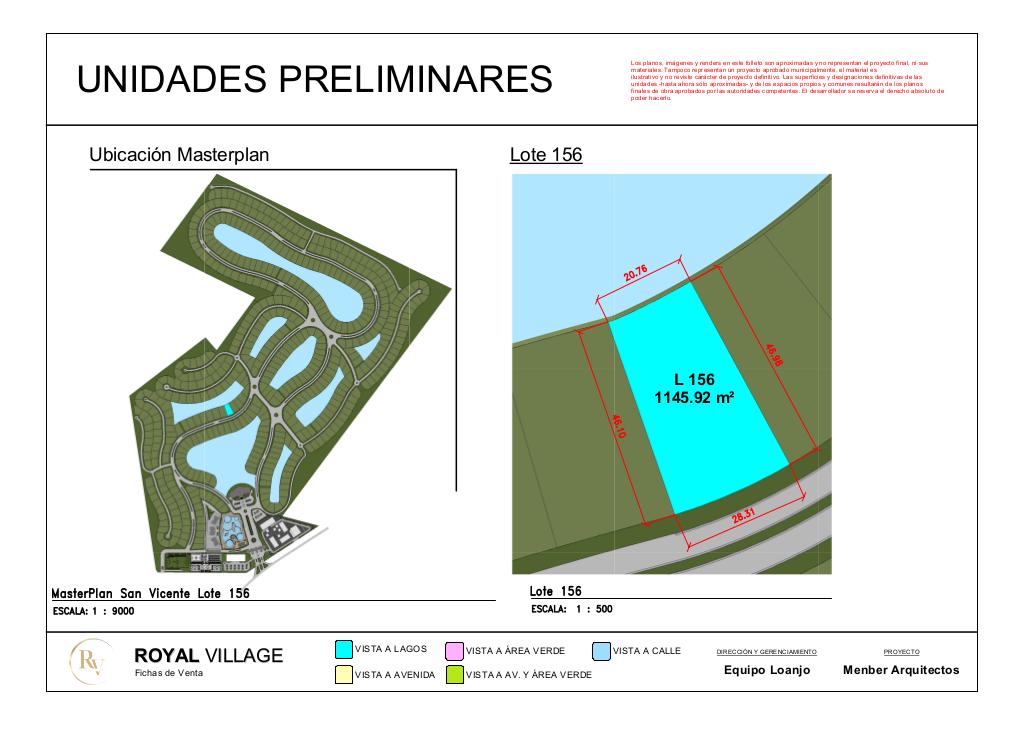 UNIDADES PRELIMINARES
Los planos, imágenes y renders en este folleto son aproximadas y no representan el proyecto final, ni sus
materiales. Tampoco representan un proyecto aprobado municipalmente, el material es
ilustrativo y no reviste carácter de proyecto definitivo. Las superficies y designaciones definitivas de las
unidades -hasta ahora sólo aproximadas- y de los espacios propios y comunes resultarán de los planos
finales de obra aprobados por las autoridades competentes. El desarrollador se reserva el derecho absoluto de
poder hacerlo.
Ubicación Masterplan
Lote 156
20.76
46.98
L 156
1145.92 m²
46.10
28.31
MasterPlan San Vicente Lote 156
ESCALA: 1 : 9000
Lote 156
ESCALA: 1 : 500
RV
ROYAL VILLAGE
Fichas de Venta
VISTA A LAGOS
VISTA A ÁREA VERDE
VISTA A CALLE
VISTA A AVENIDA
VISTA A AV. Y ÁREA VERDE
DIRECCIÓN Y GERENCIAMIENTO
Equipo Loanjo
PROYECTO
Menber Arquitectos